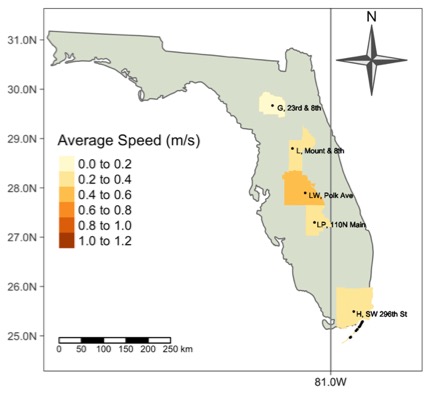 N
31.0N
30.0N
G, 23rd & 8th
29.0N
Average Speed (m/s)
L, Mount & 8th
0.0 to 0.2
0.2 to 0.4
28.0N
0.4 to 0.6
LW, Polk Ave
0.6 to 0.8
0.8 to 1.0
LP, 110N Main
27.0N
1.0 to 1.2
26.0N
H, SW 296th St
25.0N
0 50 100 150 200 250 km
81.0W